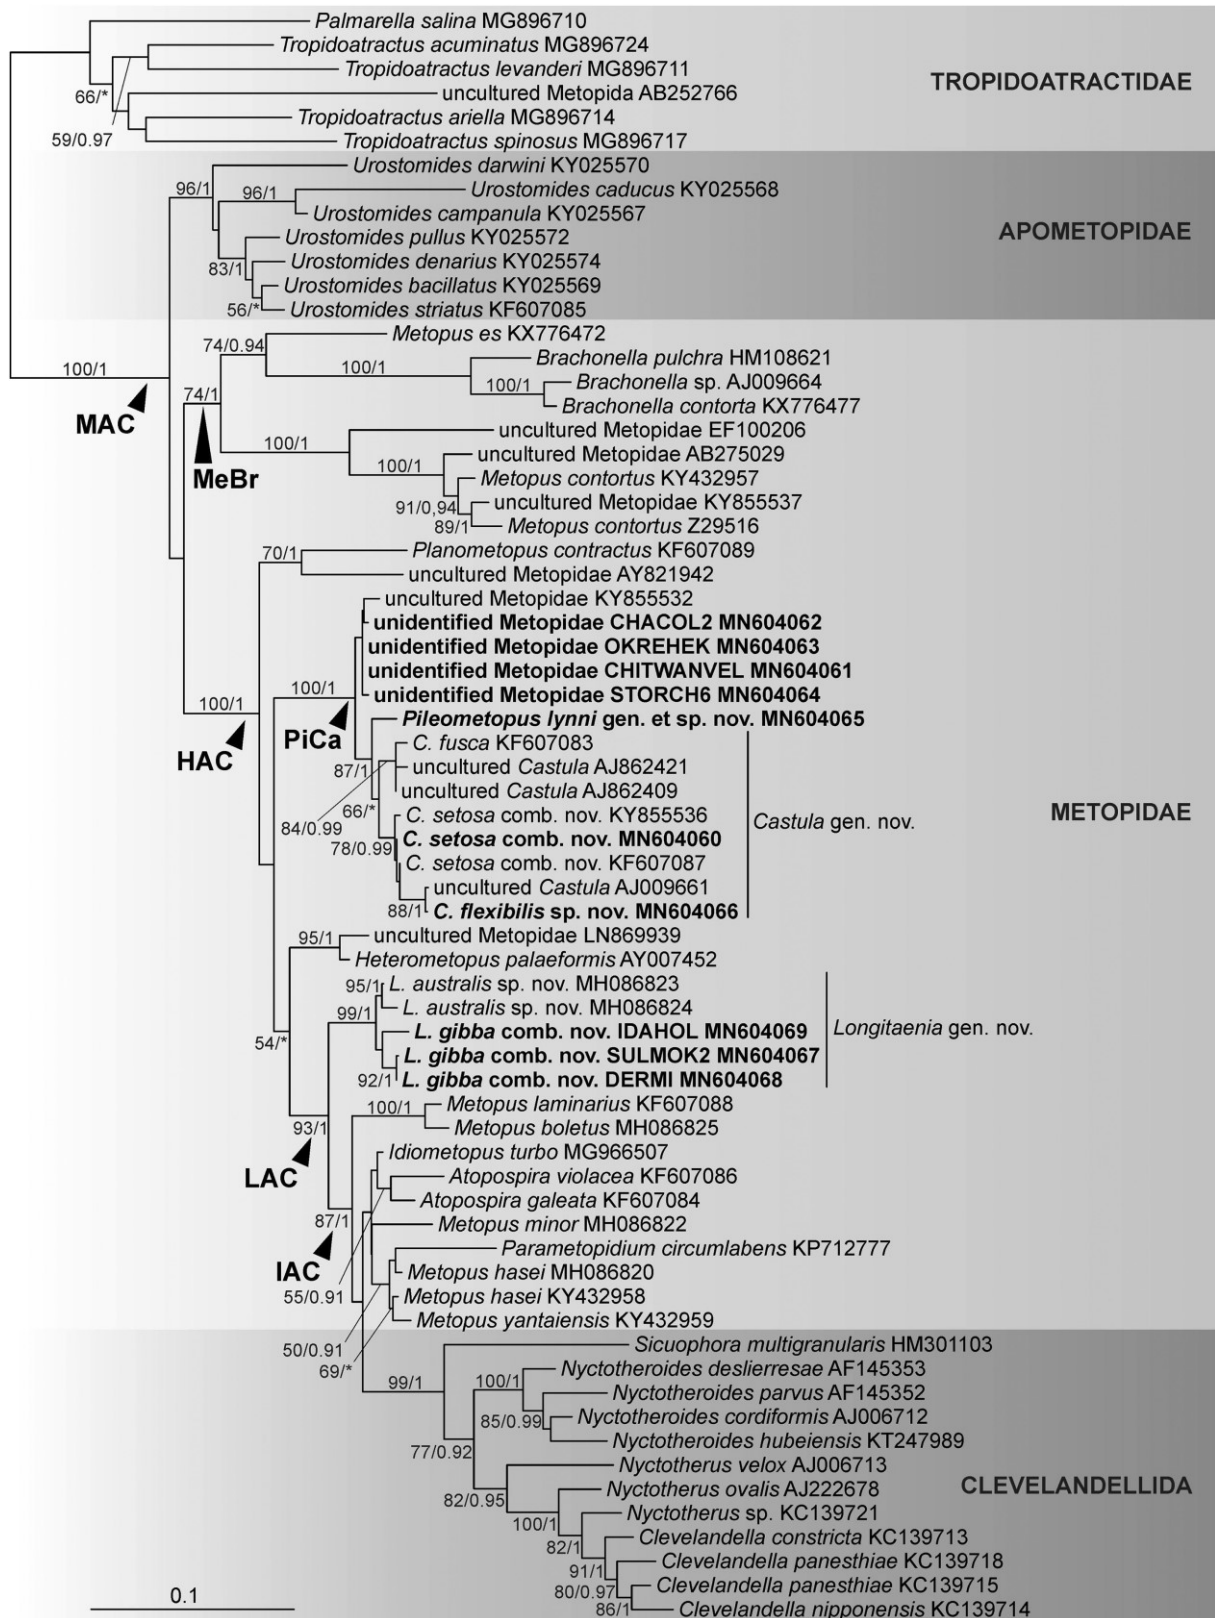 Palmarella salina MG896710
Tropidoatractus acuminatus MG896724
Tropidoatractus levanderi MG896711
TROPIDOATRACTIDAE
66/*
uncultured Metopida AB252766
Tropidoatractus ariella MG896714
59/0.97
Tropidoatractus spinosus MG896717
Urostomides darwini KY025570
96/1
96/1
Urostomides caducus KY025568
Urostomides campanula KY025567
APOMETOPIDAE
Urostomides pullus KY025572
83/1
Urostomides denarius KY025574
Urostomides bacillatus KY025569
56/*
Urostomides striatus KF607085
Metopus es KX776472
74/0.94
Brachonella pulchra HM108621
100/1
100/1
Brachonella sp. AJ009664
100/1
74/1
Brachonella contorta KX776477
MAC
uncultured Metopidae EF100206
100/1
uncultured Metopidae AB275029
100/1
MeBr
Metopus contortus KY432957
91/0,94
uncultured Metopidae KY855537
89/1
Metopus contortus Z29516
70/1
Planometopus contractus KF607089
uncultured Metopidae AY821942
uncultured Metopidae KY855532
unidentified Metopidae CHACOL2 MN604062
unidentified Metopidae OKREHEK MN604063
unidentified Metopidae CHITWANVEL MN604061
100/1
unidentified Metopidae STORCH6 MN604064
100/1
Pileometopus lynni gen. et sp. nov. MN604065
PiCa
HAC
C. fusca KF607083
87/1
uncultured Castula AJ862421
uncultured Castula AJ862409
66/*
84/0.99
C. setosa comb. nov. KY855536
METOPIDAE
Castula gen. nov.
C. setosa comb. nov. MN604060
78/0.99
C. setosa comb. nov. KF607087
uncultured Castula AJ009661
88/1
C. flexibilis sp. nov. MN604066
95/1
uncultured Metopidae LN869939
Heterometopus palaeformis AY007452
95/1
L. australis sp. nov. MH086823
99/1
L. australis sp. nov. MH086824
L. gibba comb. nov. IDAHOL MN604069
Longitaenia gen. nov.
54/*
L. gibba comb. nov. SULMOK2 MN604067
92/1
L. gibba comb. nov. DERMI MN604068
100/1
Metopus laminarius KF607088
93/1
Metopus boletus MH086825
Idiometopus turbo MG966507
LAC
Atopospira violacea KF607086
Atopospira galeata KF607084
87/1
Metopus minor MH086822
Parametopidium circumlabens KP712777
IAC
Metopus hasei MH086820
55/0.91
Metopus hasei KY432958
Metopus yantaiensis KY432959
50/0.91
Sicuophora multigranularis HM301103
69/*
Nyctotheroides deslierresae AF145353
99/1
100/1
Nyctotheroides parvus AF145352
85/0.99
Nyctotheroides cordiformis AJ006712
Nyctotheroides hubeiensis KT247989
77/0.92
Nyctotherus velox AJ006713
CLEVELANDELLIDA
Nyctotherus ovalis AJ222678
82/0.95
Nyctotherus sp. KC139721
100/1
Clevelandella constricta KC139713
82/1
Clevelandella panesthiae KC139718
91/1
Clevelandella panesthiae KC139715
80/0.97
0.1
Clevelandella nipponensis KC139714
86/1